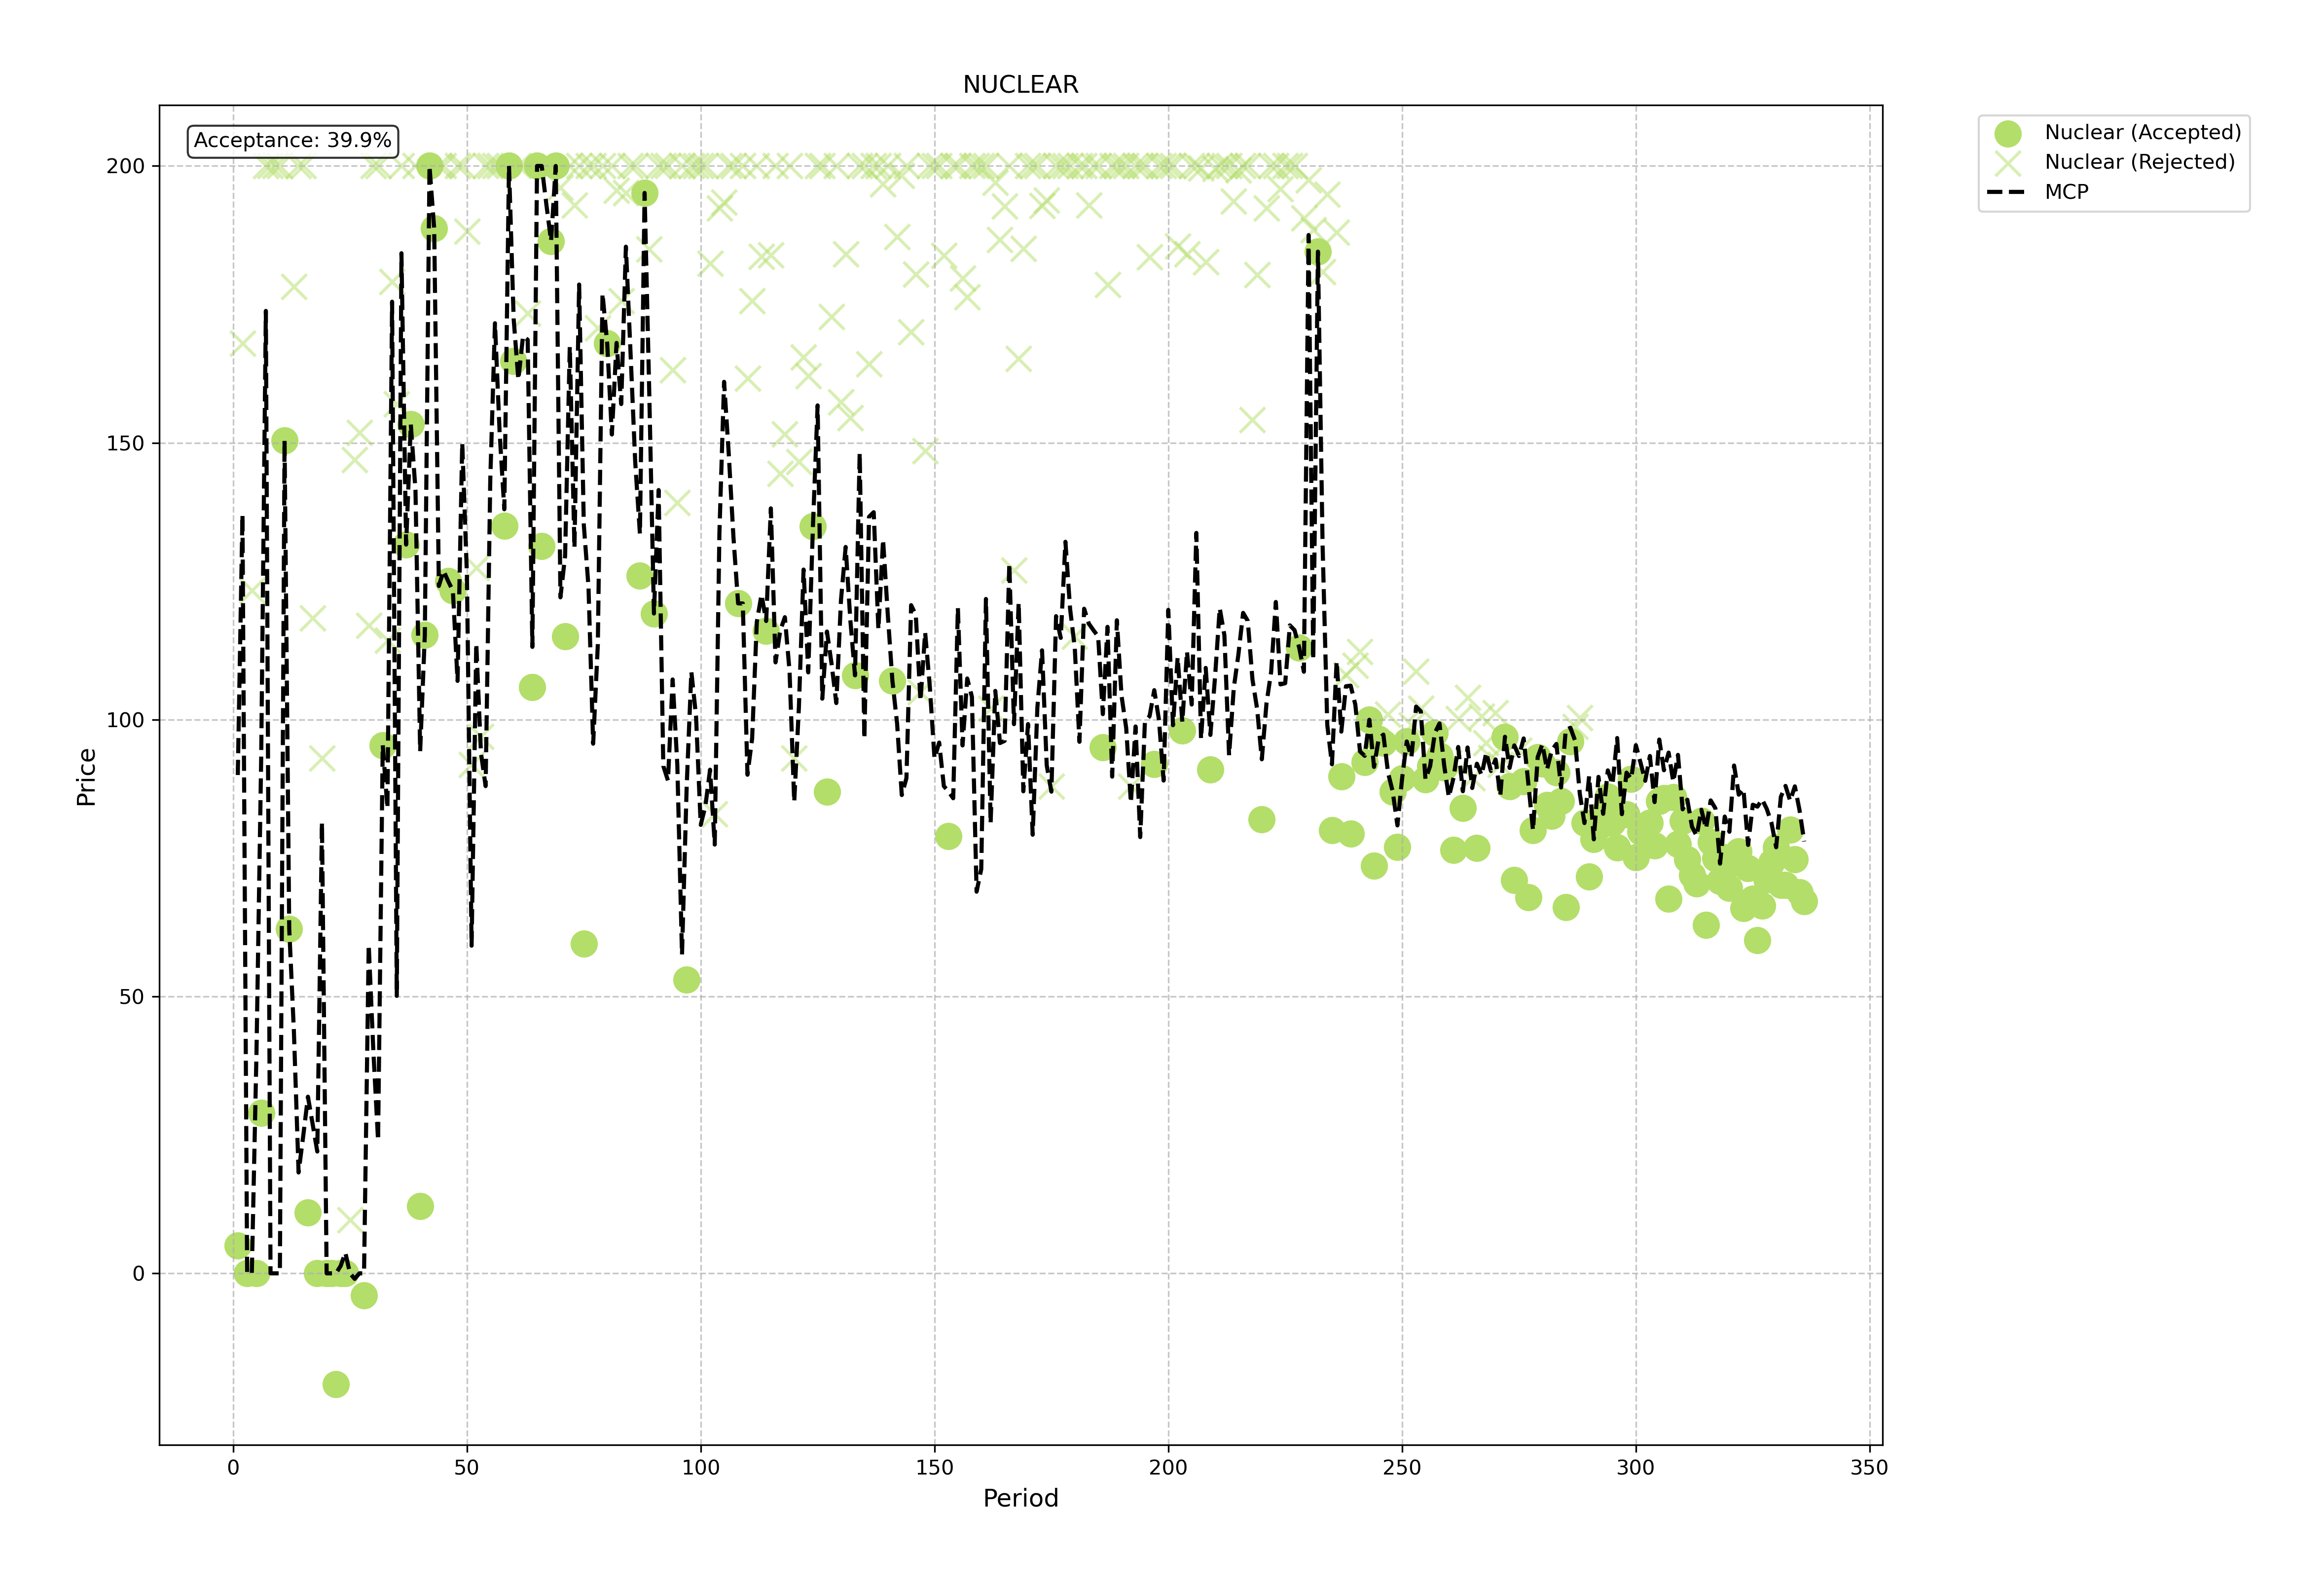 NUCLEAR
Acceptance: 39.9%
Nuclear (Accepted)
Nuclear (Rejected)
MCP
200
150
100
50
0
Price
0 50 100 150 200 250 300 350
Period